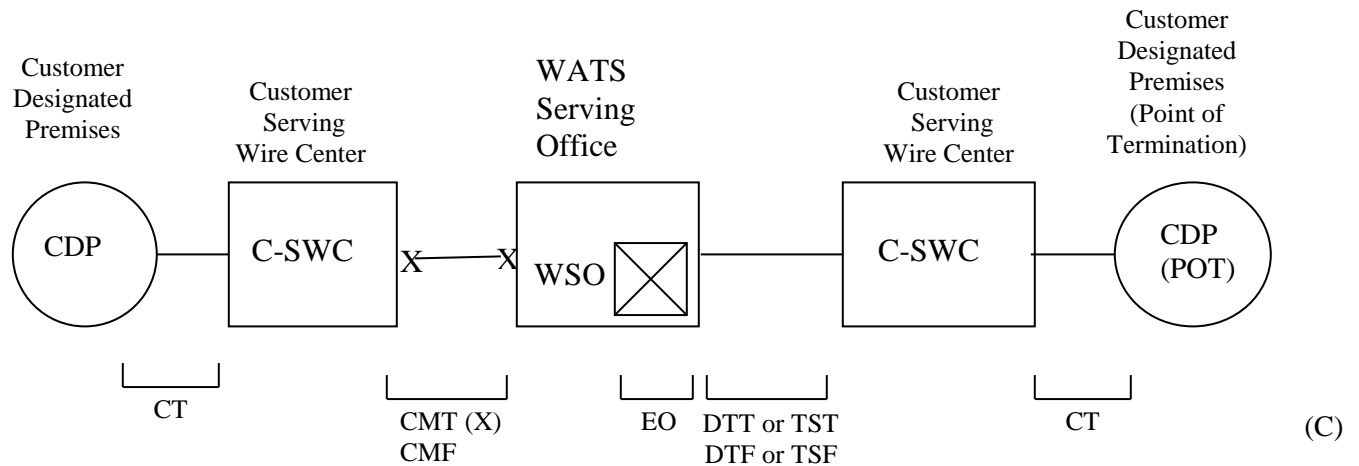 Customer
Designated
Premises
Customer
Serving
Wire Center
WATS
Serving
Office
Customer
Serving
Wire Center
Customer
Designated
Premises
(Point of
Termination)
CDP
C-SWC
X
X
WSO
C-SWC
CDP
(POT)
CT
CMT (X)
CMF
EO
DTT or TST
DTF or TSF
CT
(C)